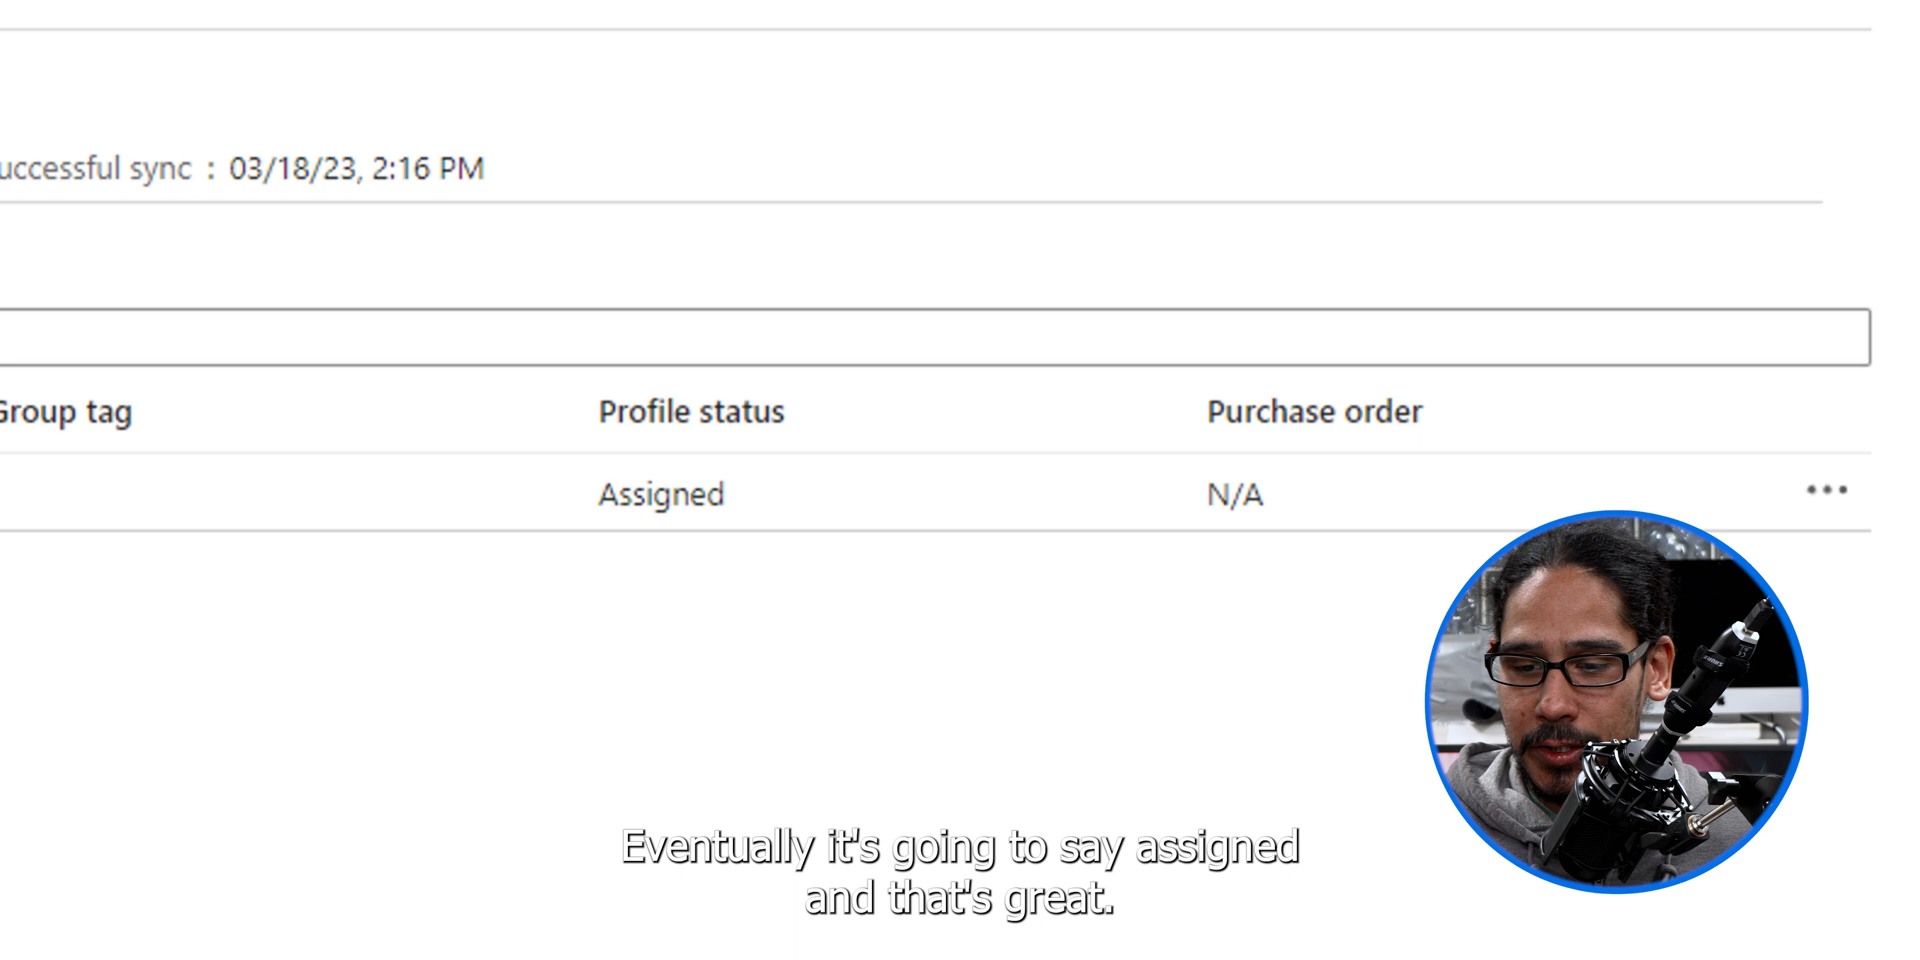 uccessful sync : 03/18/23, 2:16 PM
Group tag Profile status Purchase order
Assigned N/A
Eventually it's going to say assigned
and that's great.